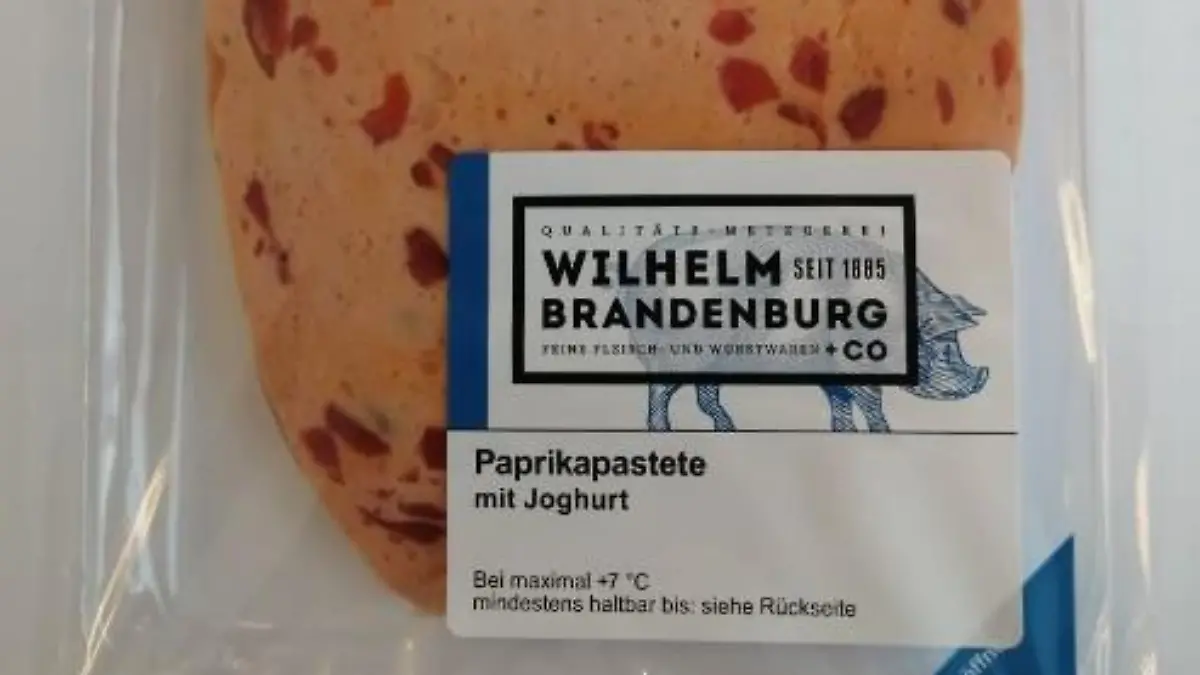 QUALITÄTS-METZGEREI
WILHELM SEIT 1885
BRANDENBURG
FEINE FLEISCH- UND WURSTWAREN + CO
Paprikapastete
mit Joghurt
Bei maximal +7 °C
mindestens haltbar bis: siehe Rückseite